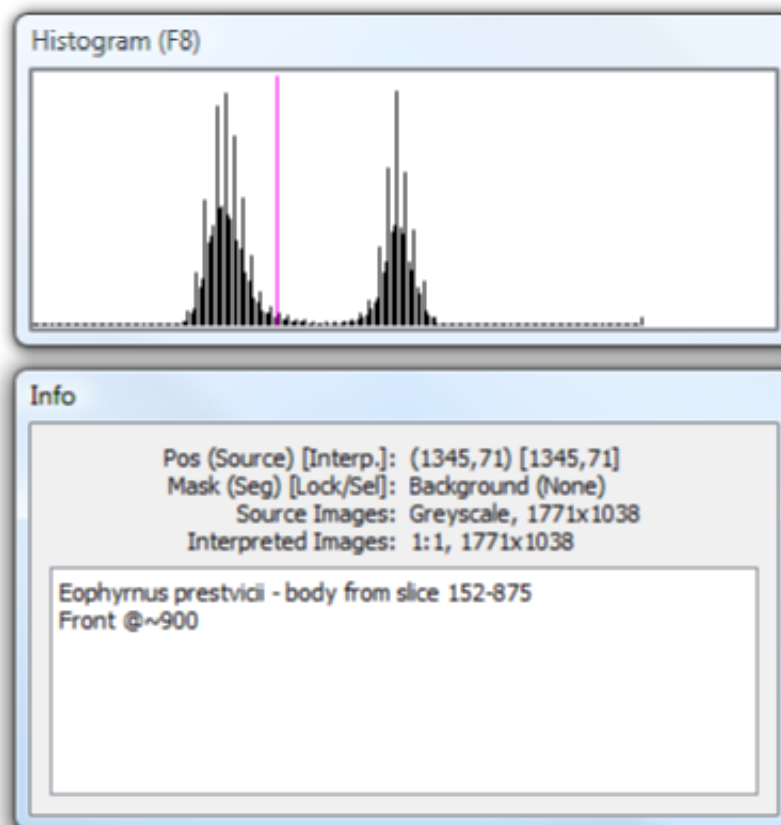 Histogram (F8)
Info
Pos (Source) [Interp.]: (1345,71) [1345,71]
Mask (Seg) [Lock/Sel]: Background (None)
Source Images: Greyscale, 1771x1038
Interpreted Images: 1:1, 1771x1038
Eophyrnus prestvicii - body from slice 152-875
Front @~900